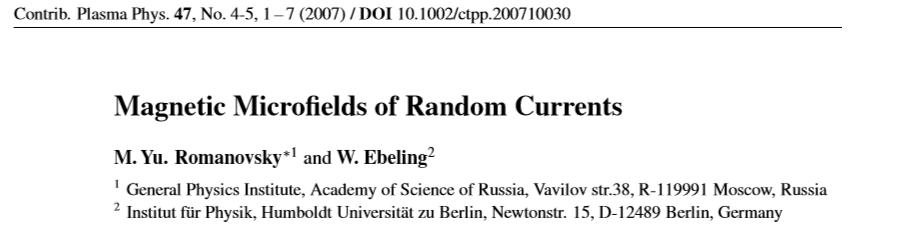 Contrib. Plasma Phys. 47, No. 4-5, 1 – 7 (2007) / DOI 10.1002/ctpp.200710030
Magnetic Microfields of Random Currents
M. Yu. Romanovsky*1 and W. Ebeling2
1 General Physics Institute, Academy of Science of Russia, Vavilov str.38, R-119991 Moscow, Russia
2 Institut für Physik, Humboldt Universität zu Berlin, Newtonstr. 15, D-12489 Berlin, Germany